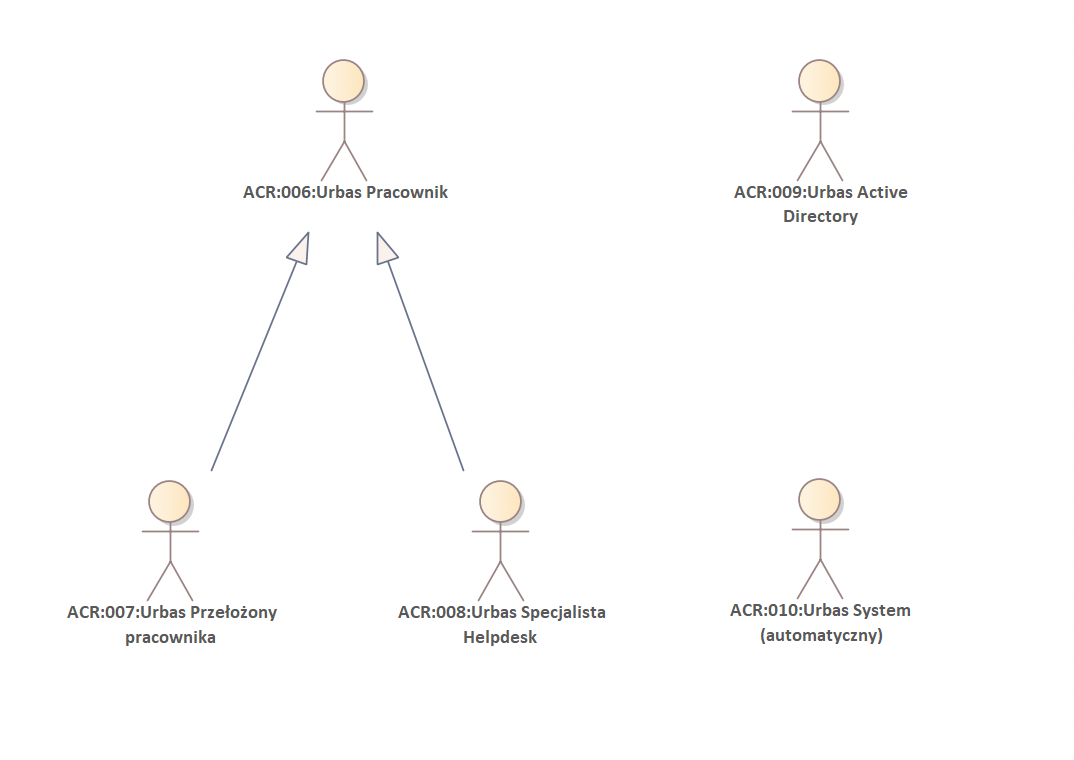 ACR:006:Urbas Pracownik
ACR:009:Urbas Active
Directory
ACR:007:Urbas Przełożony
pracownika
ACR:008:Urbas Specjalista
Helpdesk
ACR:010:Urbas System
(automatyczny)